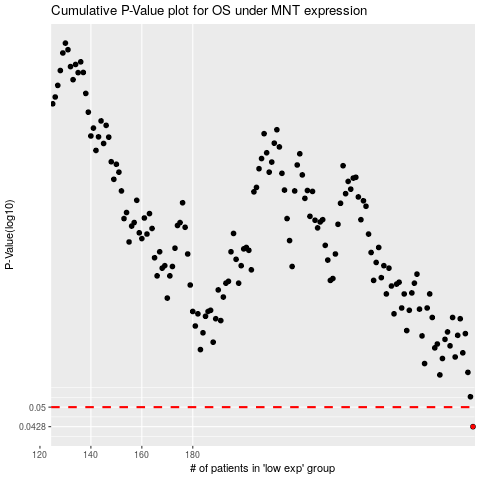 Cumulative P-Value plot for OS under MNT expression
P-Value(log10)
0.05
0.0428
120 140 160 180
# of patients in 'low exp' group